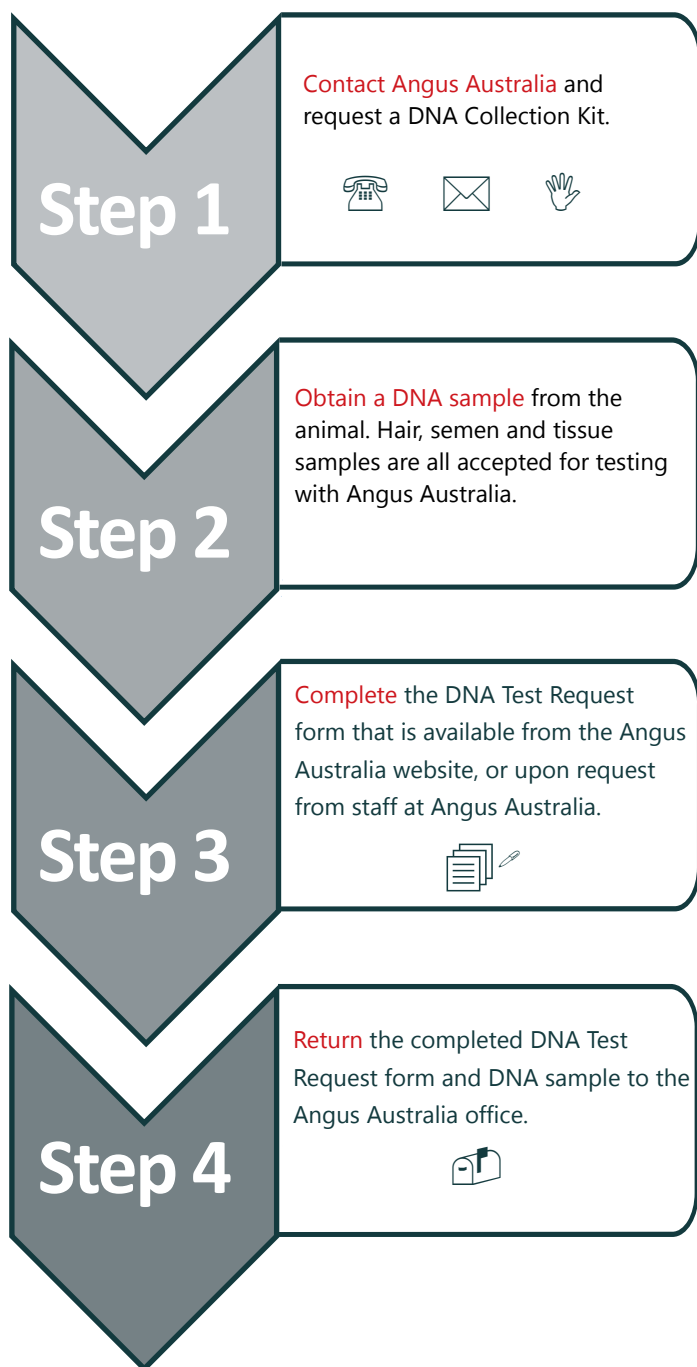 Step 1
Contact Angus Australia and
request a DNA Collection Kit.
Step 2
Obtain a DNA sample from the
animal. Hair, semen and tissue
samples are all accepted for testing
with Angus Australia.
Step 3
Complete the DNA Test Request
form that is available from the Angus
Australia website, or upon request
from staff at Angus Australia.
Step 4
Return the completed DNA Test
Request form and DNA sample to the
Angus Australia office.